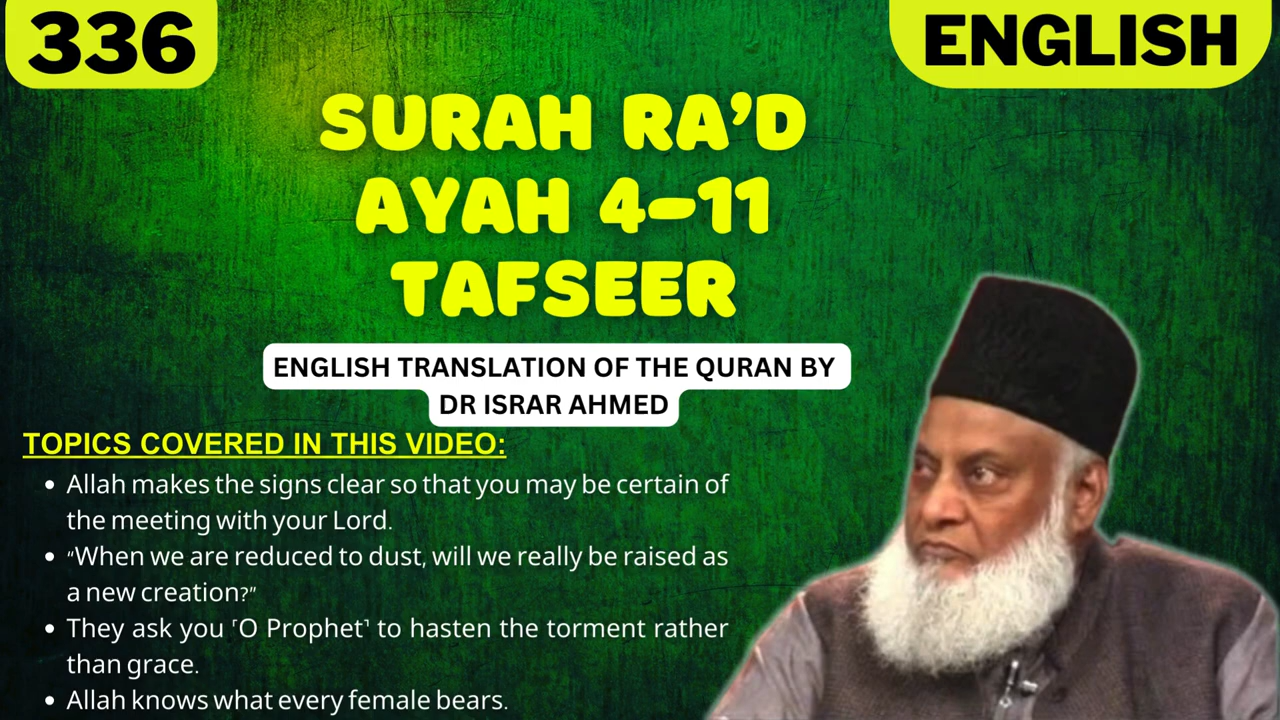 336
ENGLISH
SURAH RA’D
AYAH 4–11
TAFSEER
ENGLISH TRANSLATION OF THE QURAN BY
DR ISRAR AHMED
TOPICS COVERED IN THIS VIDEO:
• Allah makes the signs clear so that you may be certain of
the meeting with your Lord.
• “When we are reduced to dust, will we really be raised as
a new creation?”
• They ask you ˹O Prophet˺ to hasten the torment rather
than grace.
• Allah knows what every female bears.